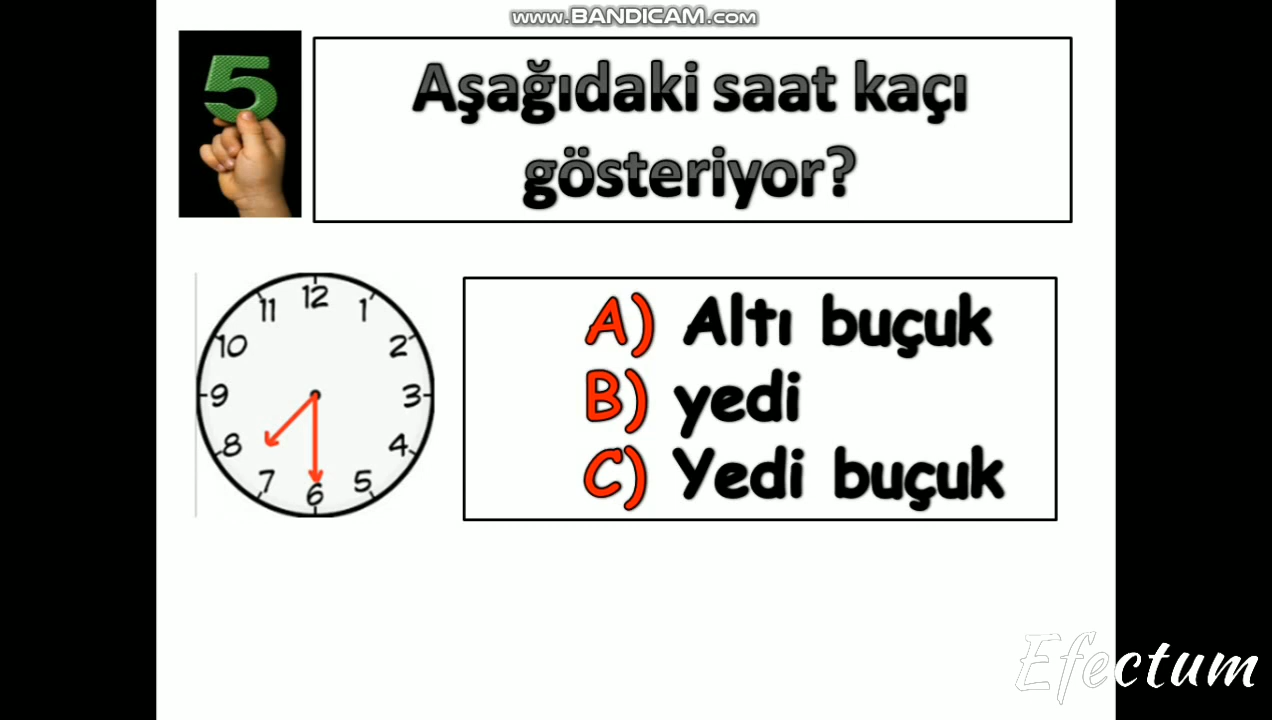 www.BANDICAM.com
5
Aşağıdaki saat kaçı
gösteriyor?
12
11 1
10 2
9 3
8 4
7 5
6
A) Altı buçuk
B) yedi
C) Yedi buçuk
Efectum